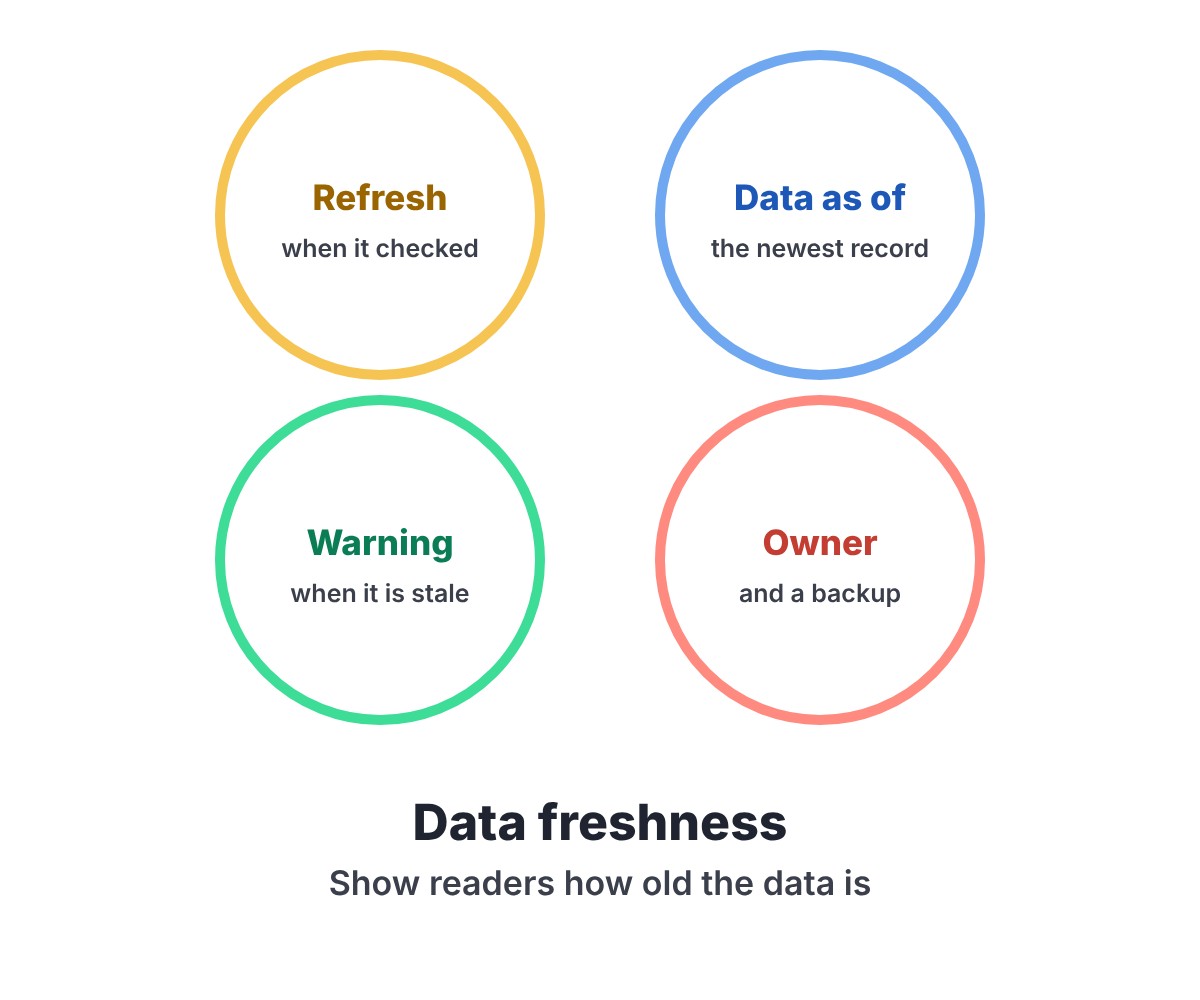 Refresh
when it checked
Data as of
the newest record
Warning
when it is stale
Owner
and a backup
Data freshness
Show readers how old the data is